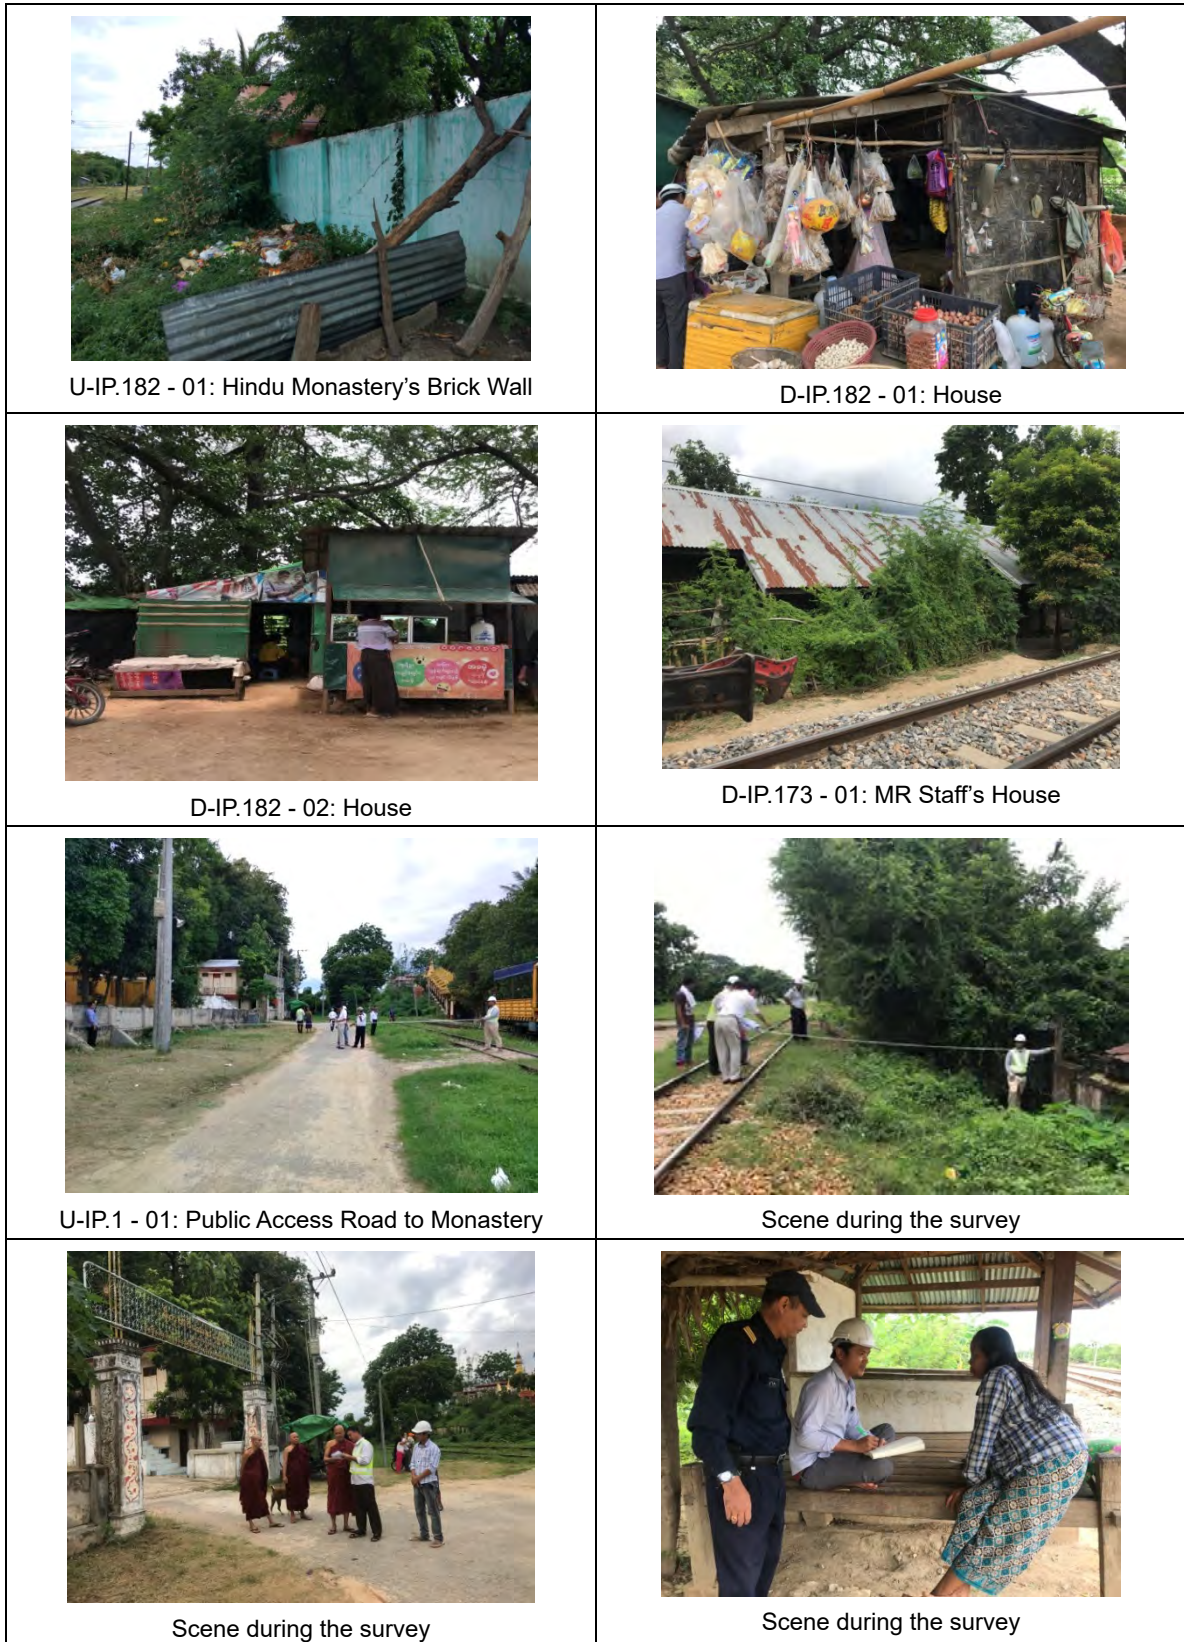 U-IP.182 - 01: Hindu Monastery’s Brick Wall
D-IP.182 - 01: House
D-IP.182 - 02: House
D-IP.173 - 01: MR Staff’s House
U-IP.1 - 01: Public Access Road to Monastery
Scene during the survey
Scene during the survey
Scene during the survey